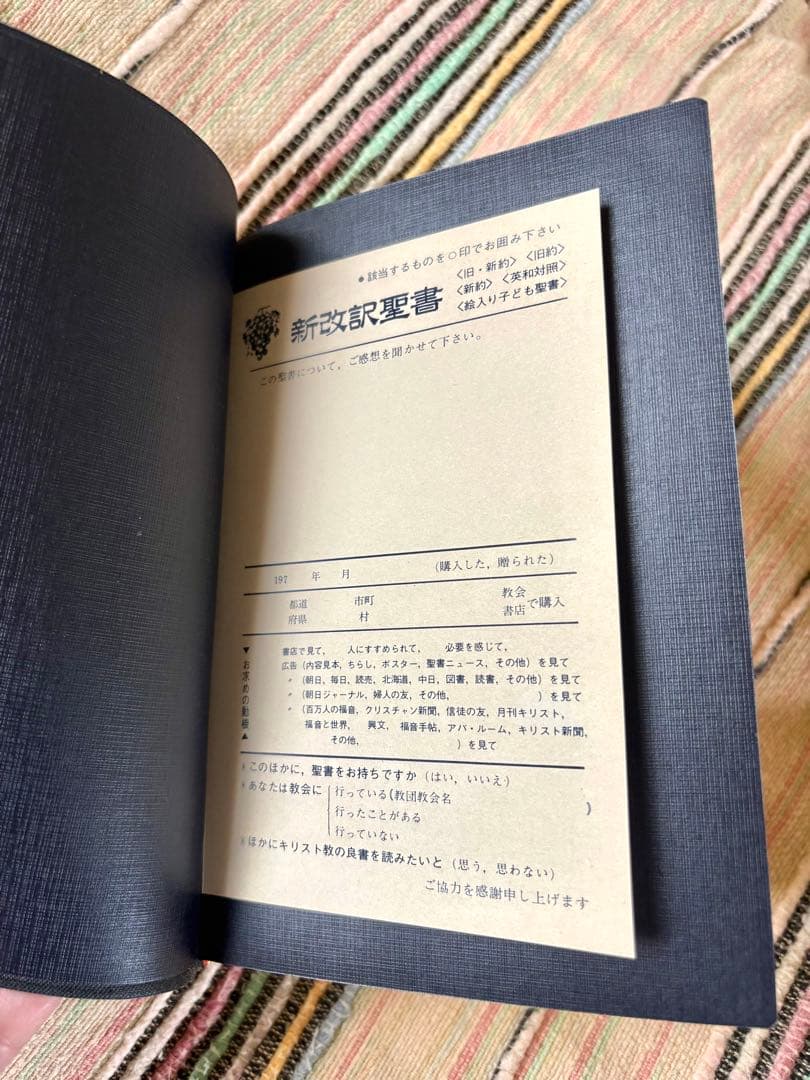 ●該当するものを○印でお囲み下さい
新改訳聖書
〈旧・新約〉〈旧約〉
〈新約〉〈英和対照〉
〈絵入り子ども聖書〉
この聖書について，ご感想を聞かせて下さい。
197　年　月　（購入した，贈られた）
都道　市町　教会
府県　村　書店 で購入
▼お求めの動機▲
書店で見て，　人にすすめられて，　必要を感じて，
広告（内容見本，ちらし，ポスター，聖書ニュース，その他）を見て
〃（朝日，毎日，読売，北海道，中日，図書，読書，その他）を見て
〃（朝日ジャーナル，婦人の友，その他，　）を見て
〃（百万人の福音，クリスチャン新聞，信徒の友，月刊キリスト，
福音と世界，　興文，福音手帖，アパ・ルーム，キリスト新聞，
その他，　）を見て
＊このほかに，聖書をお持ちですか（はい，いいえ）
＊あなたは教会に 行っている（教団教会名　）
行ったことがある
行っていない
＊ほかにキリスト教の良書を読みたいと（思う，思わない）
ご協力を感謝申し上げます